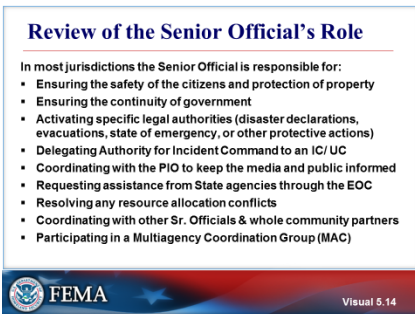 Review of the Senior Official's Role
In most jurisdictions the Senior Official is responsible for:
▪ Ensuring the safety of the citizens and protection of property
▪ Ensuring the continuity of government
▪ Activating specific legal authorities (disaster declarations,
evacuations, state of emergency, or other protective actions)
▪ Delegating Authority for Incident Command to an IC/ UC
▪ Coordinating with the PIO to keep the media and public informed
▪ Requesting assistance from State agencies through the EOC
▪ Resolving any resource allocation conflicts
▪ Coordinating with other Sr. Officials & whole community partners
▪ Participating in a Multiagency Coordination Group (MAC)
FEMA
Visual 5.14